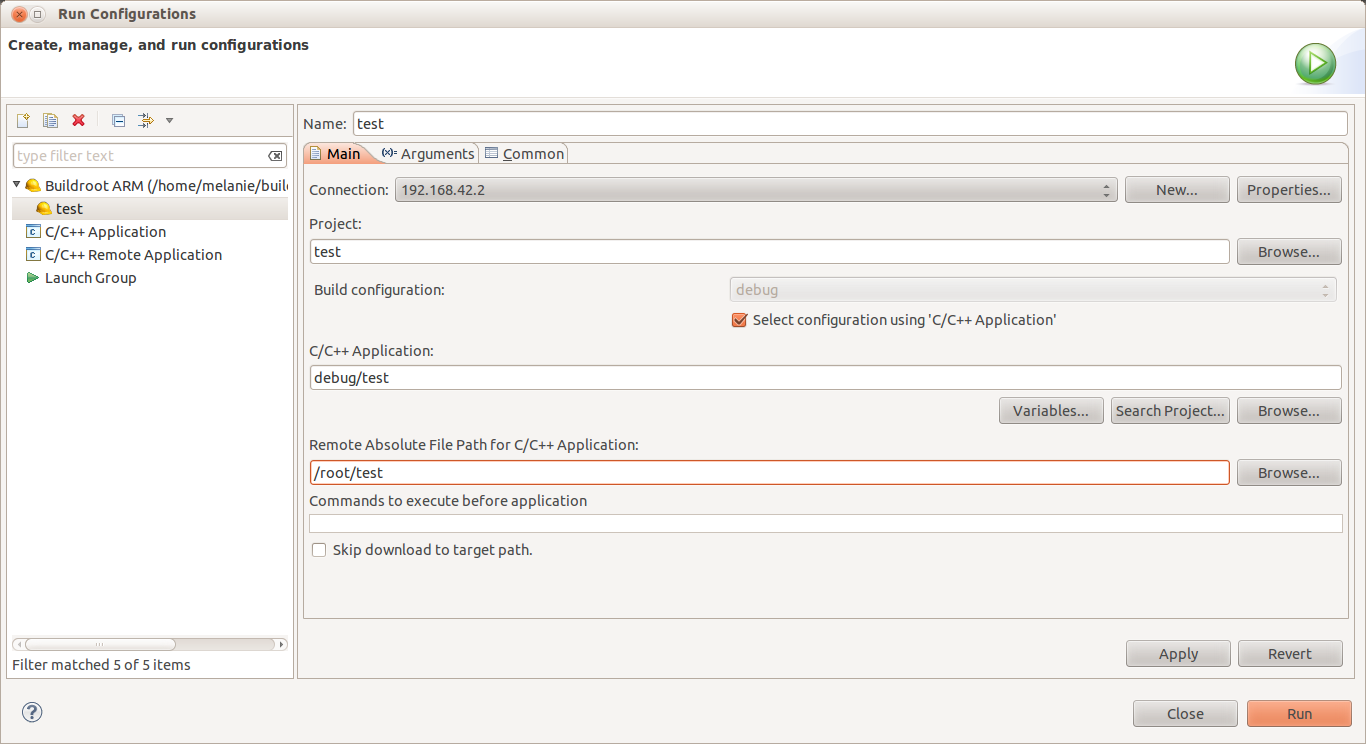 Run Configurations
Create, manage, and run configurations
Name: test
type filter text
Main (x)= Arguments Common
Buildroot ARM (/home/melanie/buil
test
C/C++ Application
C/C++ Remote Application
Launch Group
Connection: 192.168.42.2 New... Properties...
Project:
test Browse...
Build configuration: debug
Select configuration using 'C/C++ Application'
C/C++ Application:
debug/test
Variables... Search Project... Browse...
Remote Absolute File Path for C/C++ Application:
/root/test Browse...
Commands to execute before application
Skip download to target path.
Filter matched 5 of 5 items
Apply Revert
? Close Run